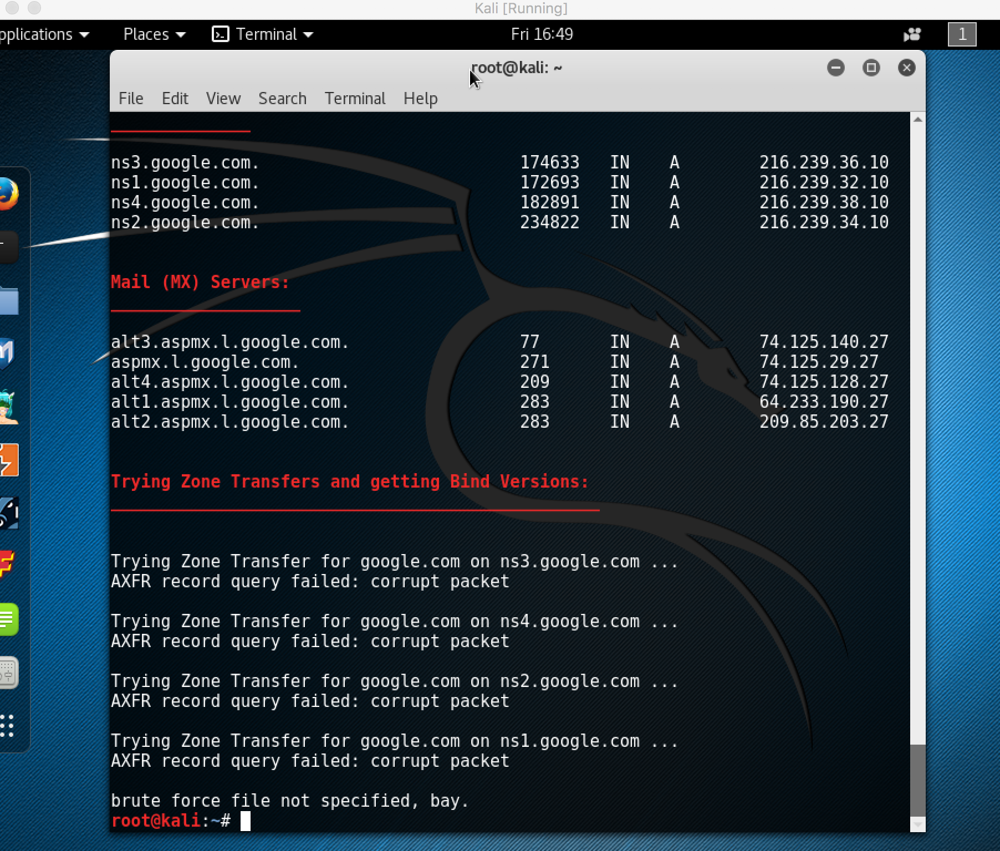 Kali [Running]
pplications Places Terminal Fri 16:49 1
root@kali: ~
File Edit View Search Terminal Help
ns3.google.com. 174633 IN A 216.239.36.10
ns1.google.com. 172693 IN A 216.239.32.10
ns4.google.com. 182891 IN A 216.239.38.10
ns2.google.com. 234822 IN A 216.239.34.10
Mail (MX) Servers:
alt3.aspmx.l.google.com. 77 IN A 74.125.140.27
aspmx.l.google.com. 271 IN A 74.125.29.27
alt4.aspmx.l.google.com. 209 IN A 74.125.128.27
alt1.aspmx.l.google.com. 283 IN A 64.233.190.27
alt2.aspmx.l.google.com. 283 IN A 209.85.203.27
Trying Zone Transfers and getting Bind Versions:
Trying Zone Transfer for google.com on ns3.google.com ...
AXFR record query failed: corrupt packet
Trying Zone Transfer for google.com on ns4.google.com ...
AXFR record query failed: corrupt packet
Trying Zone Transfer for google.com on ns2.google.com ...
AXFR record query failed: corrupt packet
Trying Zone Transfer for google.com on ns1.google.com ...
AXFR record query failed: corrupt packet
brute force file not specified, bay.
root@kali:~#